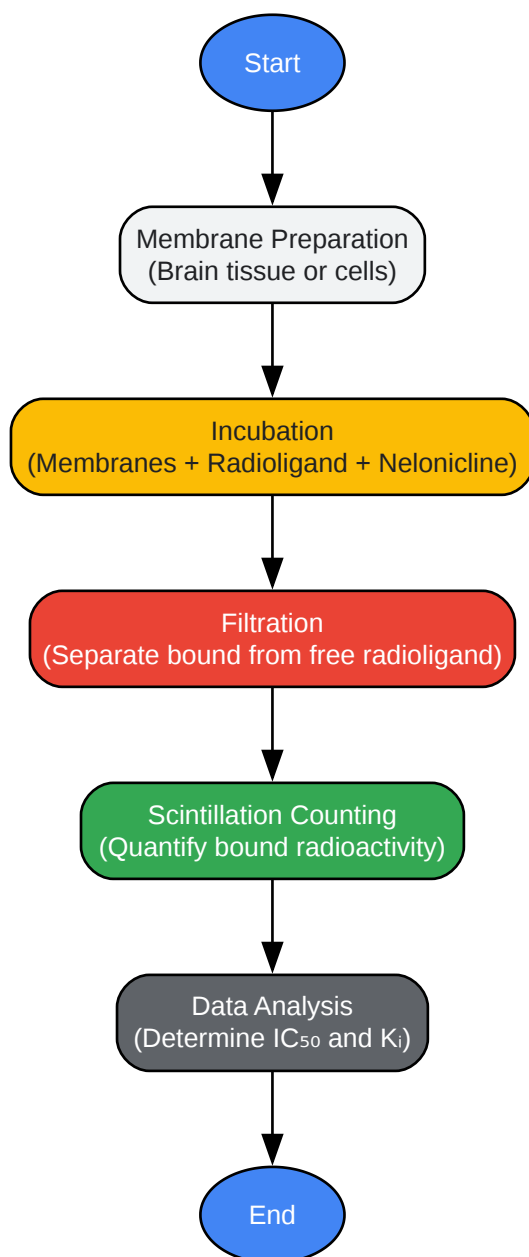 Start
Membrane Preparation
(Brain tissue or cells)
Incubation
(Membranes + Radioligand + Nelonicline)
Filtration
(Separate bound from free radioligand)
Scintillation Counting
(Quantify bound radioactivity)
Data Analysis
(Determine IC₅₀ and Kᵢ)
End